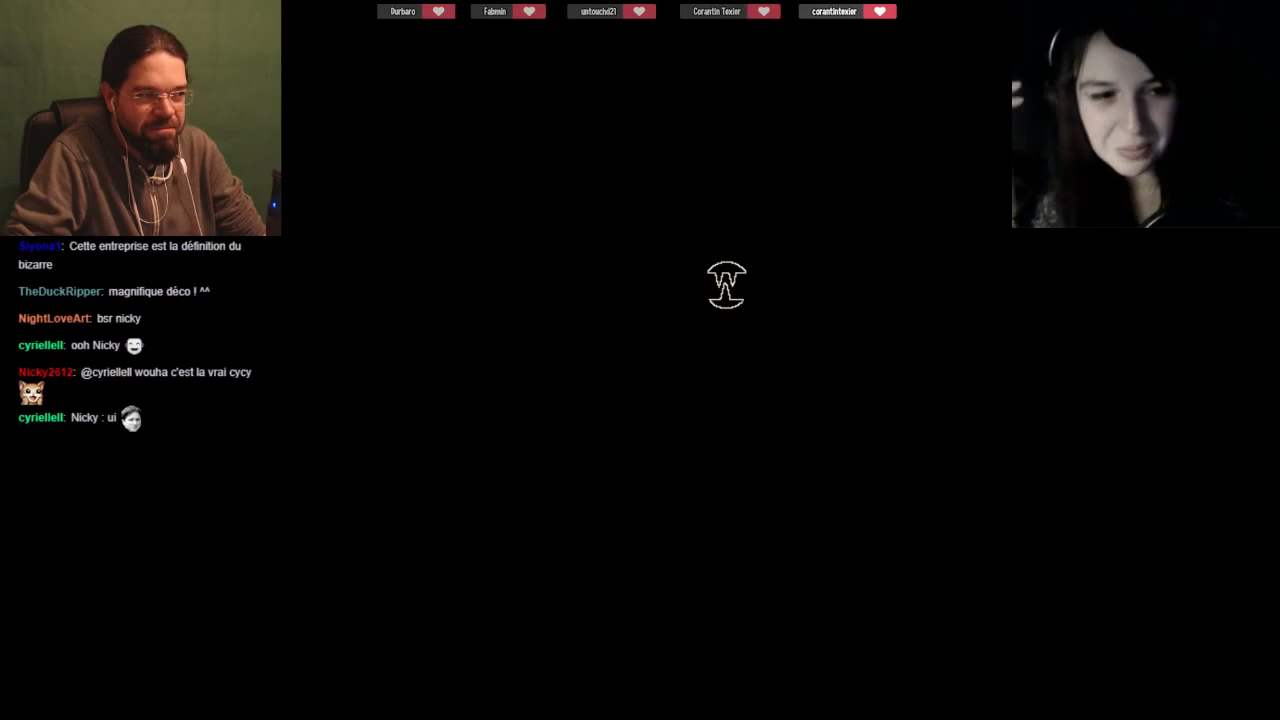 Durbaro
Fabmin
untouchd21
Corantin Texier
corantintexier
Siyona1: Cette entreprise est la définition du
bizarre
TheDuckRipper: magnifique déco ! ^^
NightLoveArt: bsr nicky
cyriellell: ooh Nicky
Nicky2612: @cyriellell wouha c'est la vrai cycy
cyriellell: Nicky : ui